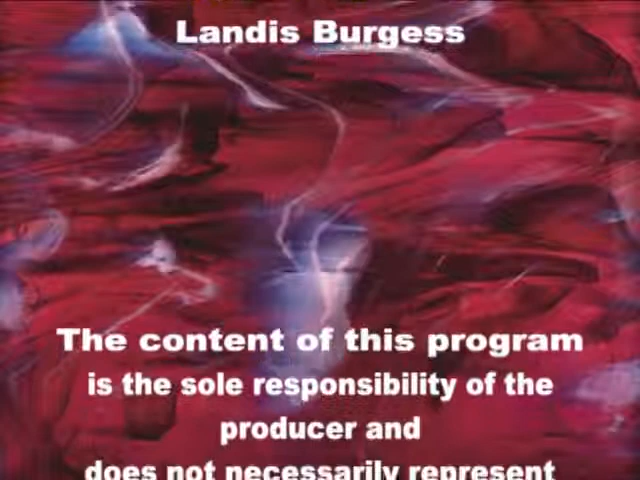 Landis Burgess
The content of this program
is the sole responsibility of the
producer and
does not necessarily represent